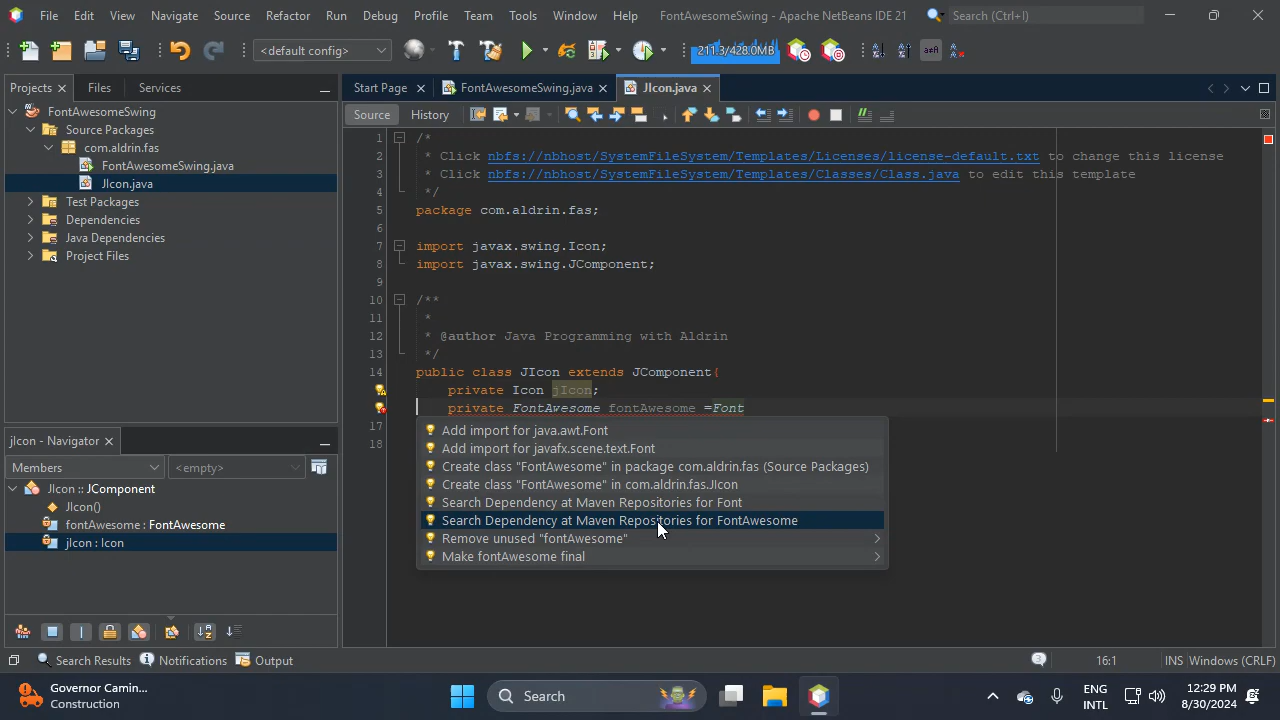 File Edit View Navigate Source Refactor Run Debug Profile Team Tools Window Help FontAwesomeSwing - Apache NetBeans IDE 21 Search (Ctrl+I)
<default config> 211.3/428.0MB
Projects Files Services Start Page FontAwesomeSwing.java JIcon.java
FontAwesomeSwing
Source Packages
com.aldrin.fas
FontAwesomeSwing.java
JIcon.java
Test Packages
Dependencies
Java Dependencies
Project Files
Source History
1 /*
2 * Click nbfs://nbhost/SystemFileSystem/Templates/Licenses/license-default.txt to change this license
3 * Click nbfs://nbhost/SystemFileSystem/Templates/Classes/Class.java to edit this template
4 */
5 package com.aldrin.fas;
6
7 import javax.swing.Icon;
8 import javax.swing.JComponent;
9
10 /**
11 *
12 * @author Java Programming with Aldrin
13 */
14 public class JIcon extends JComponent{
private Icon jIcon;
private FontAwesome fontAwesome =Font
17
18
Add import for java.awt.Font
Add import for javafx.scene.text.Font
Create class "FontAwesome" in package com.aldrin.fas (Source Packages)
Create class "FontAwesome" in com.aldrin.fas.JIcon
Search Dependency at Maven Repositories for Font
Search Dependency at Maven Repositories for FontAwesome
Remove unused "fontAwesome"
Make fontAwesome final
jIcon - Navigator
Members <empty>
JIcon :: JComponent
JIcon()
fontAwesome : FontAwesome
jIcon : Icon
Search Results Notifications Output 3 16:1 INS Windows (CRLF)
Governor Camin...
Construction
Search
ENG
INTL
12:29 PM
8/30/2024